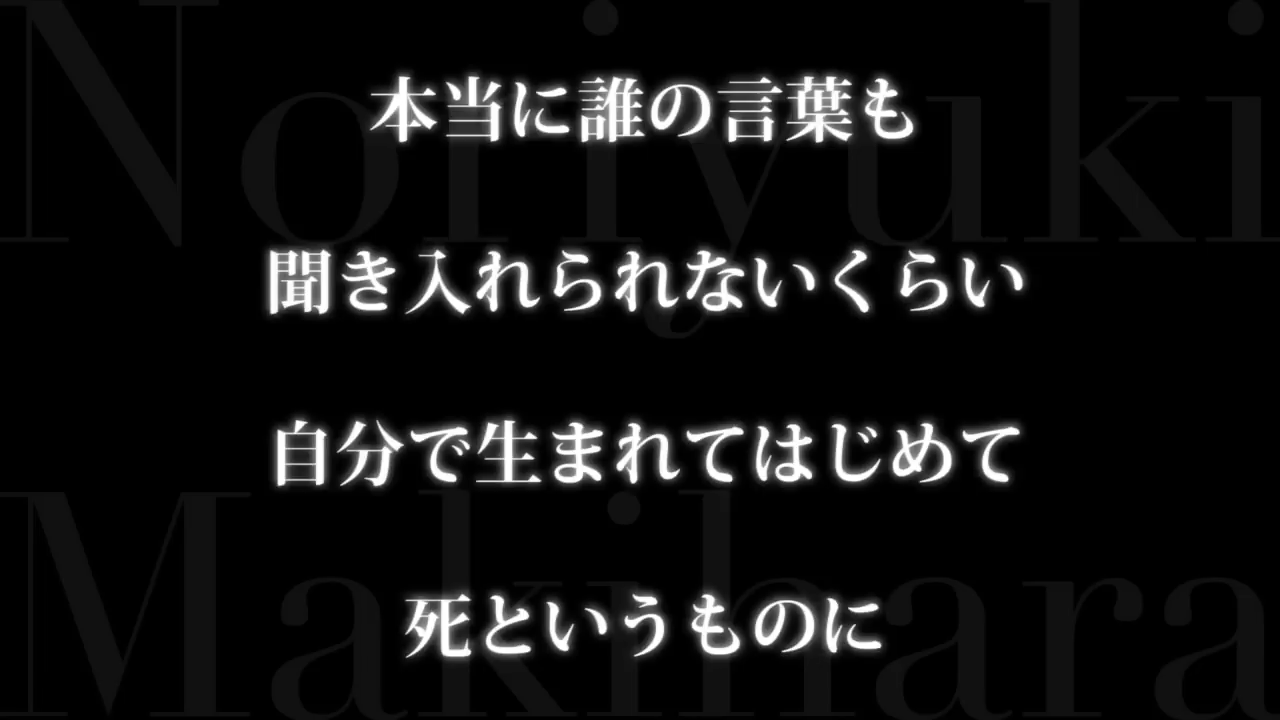 Noriyuki
本当に誰の言葉も
聞き入れられないくらい
自分で生まれてはじめて
Makihara
死というものに